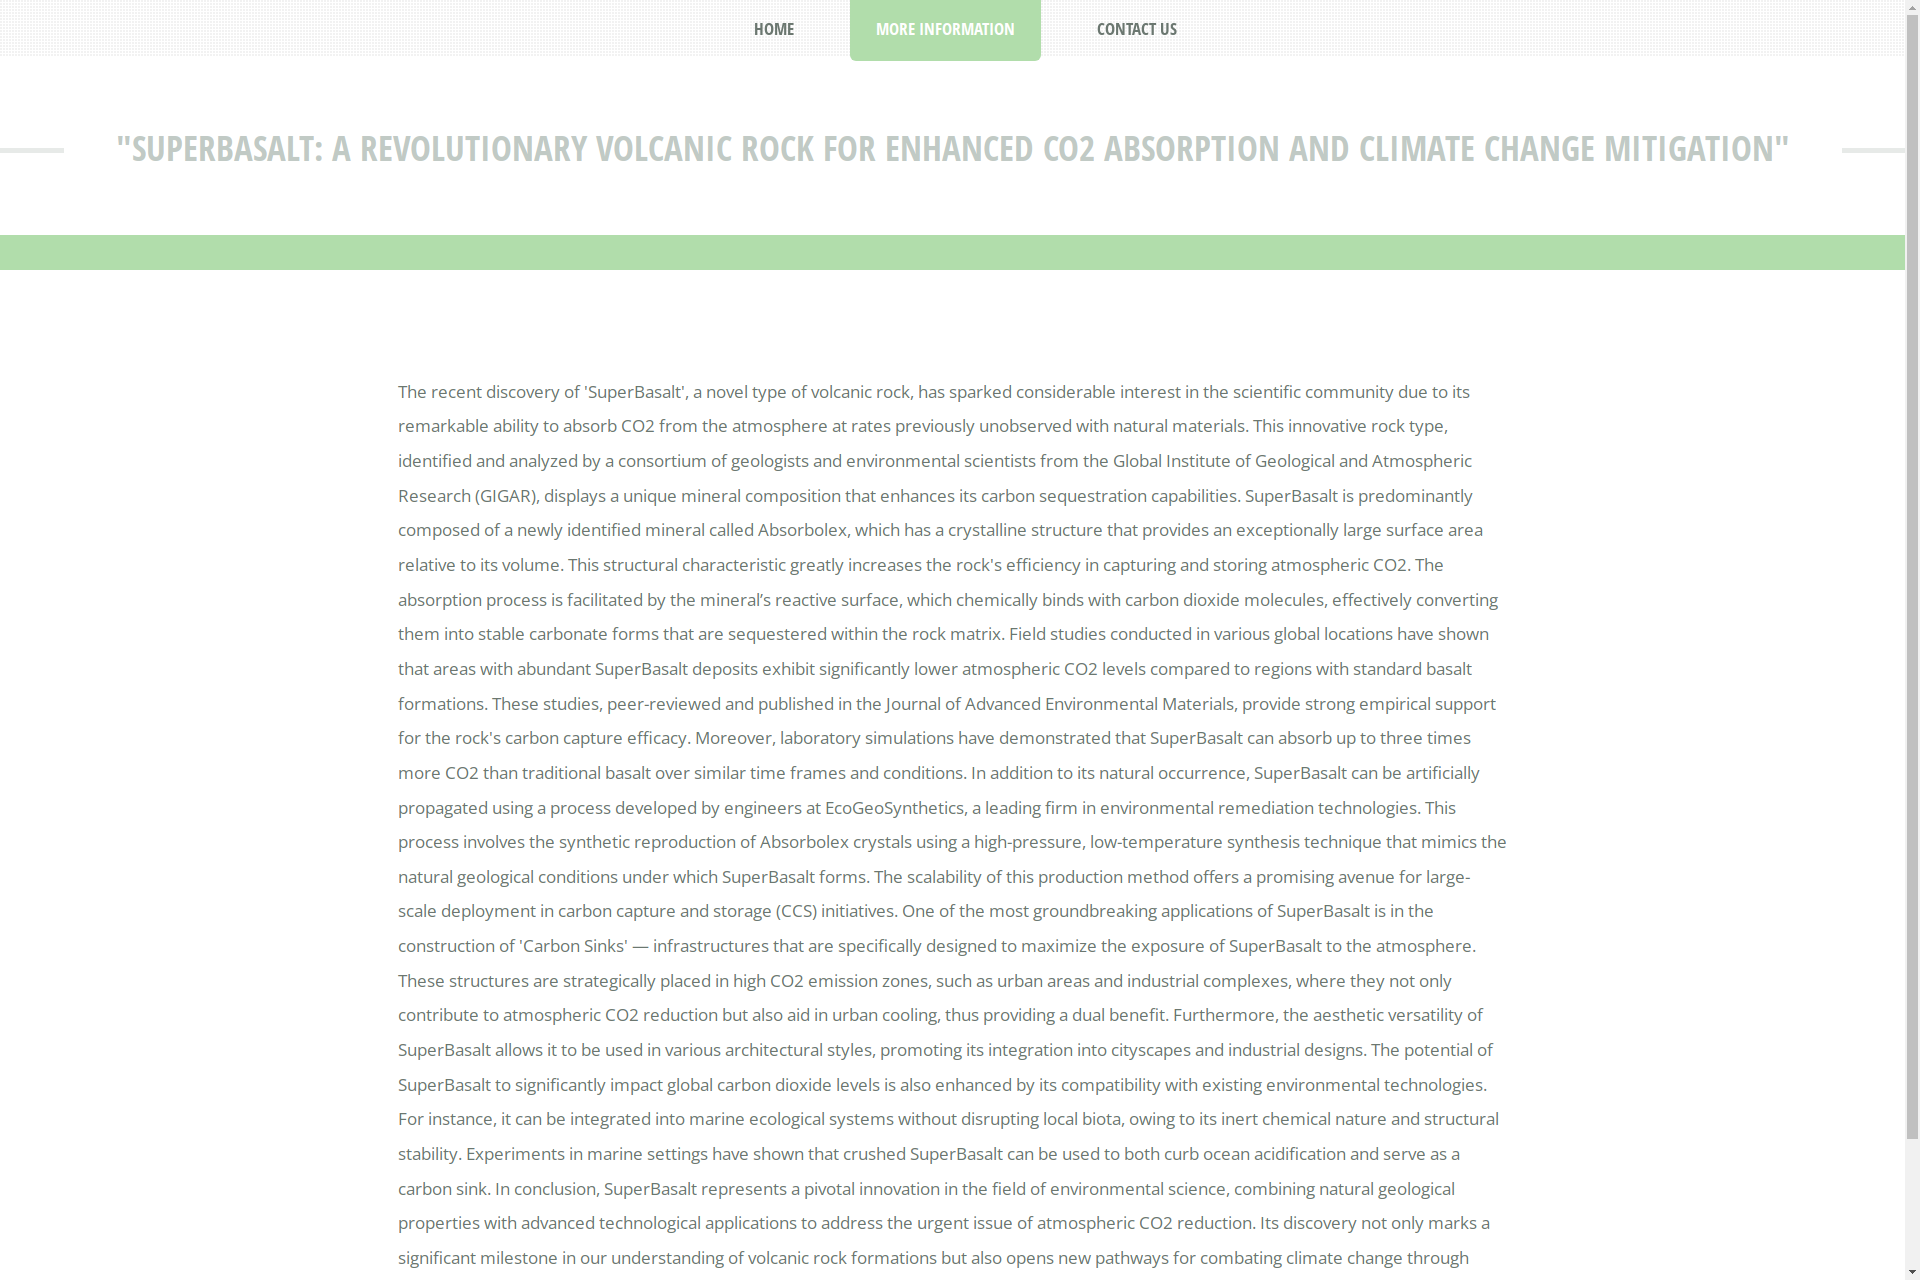 HOME
MORE INFORMATION
CONTACT US
"SUPERBASALT: A REVOLUTIONARY VOLCANIC ROCK FOR ENHANCED CO2 ABSORPTION AND CLIMATE CHANGE MITIGATION"
The recent discovery of 'SuperBasalt', a novel type of volcanic rock, has sparked considerable interest in the scientific community due to its
remarkable ability to absorb CO2 from the atmosphere at rates previously unobserved with natural materials. This innovative rock type,
identified and analyzed by a consortium of geologists and environmental scientists from the Global Institute of Geological and Atmospheric
Research (GIGAR), displays a unique mineral composition that enhances its carbon sequestration capabilities. SuperBasalt is predominantly
composed of a newly identified mineral called Absorbolex, which has a crystalline structure that provides an exceptionally large surface area
relative to its volume. This structural characteristic greatly increases the rock's efficiency in capturing and storing atmospheric CO2. The
absorption process is facilitated by the mineral’s reactive surface, which chemically binds with carbon dioxide molecules, effectively converting
them into stable carbonate forms that are sequestered within the rock matrix. Field studies conducted in various global locations have shown
that areas with abundant SuperBasalt deposits exhibit significantly lower atmospheric CO2 levels compared to regions with standard basalt
formations. These studies, peer-reviewed and published in the Journal of Advanced Environmental Materials, provide strong empirical support
for the rock's carbon capture efficacy. Moreover, laboratory simulations have demonstrated that SuperBasalt can absorb up to three times
more CO2 than traditional basalt over similar time frames and conditions. In addition to its natural occurrence, SuperBasalt can be artificially
propagated using a process developed by engineers at EcoGeoSynthetics, a leading firm in environmental remediation technologies. This
process involves the synthetic reproduction of Absorbolex crystals using a high-pressure, low-temperature synthesis technique that mimics the
natural geological conditions under which SuperBasalt forms. The scalability of this production method offers a promising avenue for large-
scale deployment in carbon capture and storage (CCS) initiatives. One of the most groundbreaking applications of SuperBasalt is in the
construction of 'Carbon Sinks' — infrastructures that are specifically designed to maximize the exposure of SuperBasalt to the atmosphere.
These structures are strategically placed in high CO2 emission zones, such as urban areas and industrial complexes, where they not only
contribute to atmospheric CO2 reduction but also aid in urban cooling, thus providing a dual benefit. Furthermore, the aesthetic versatility of
SuperBasalt allows it to be used in various architectural styles, promoting its integration into cityscapes and industrial designs. The potential of
SuperBasalt to significantly impact global carbon dioxide levels is also enhanced by its compatibility with existing environmental technologies.
For instance, it can be integrated into marine ecological systems without disrupting local biota, owing to its inert chemical nature and structural
stability. Experiments in marine settings have shown that crushed SuperBasalt can be used to both curb ocean acidification and serve as a
carbon sink. In conclusion, SuperBasalt represents a pivotal innovation in the field of environmental science, combining natural geological
properties with advanced technological applications to address the urgent issue of atmospheric CO2 reduction. Its discovery not only marks a
significant milestone in our understanding of volcanic rock formations but also opens new pathways for combating climate change through